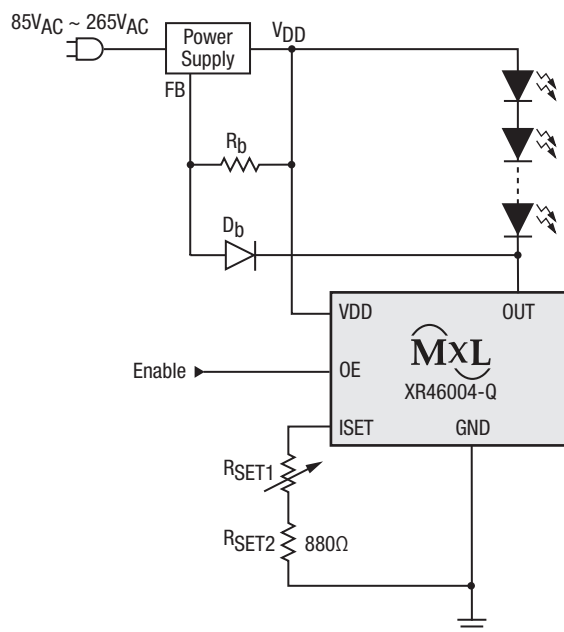 85VAC ~ 265VAC
Power
Supply
VDD
FB
Rb
Db
VDD
OUT
MxL
XR46004-Q
Enable
OE
ISET
GND
RSET1
RSET2
880Ω